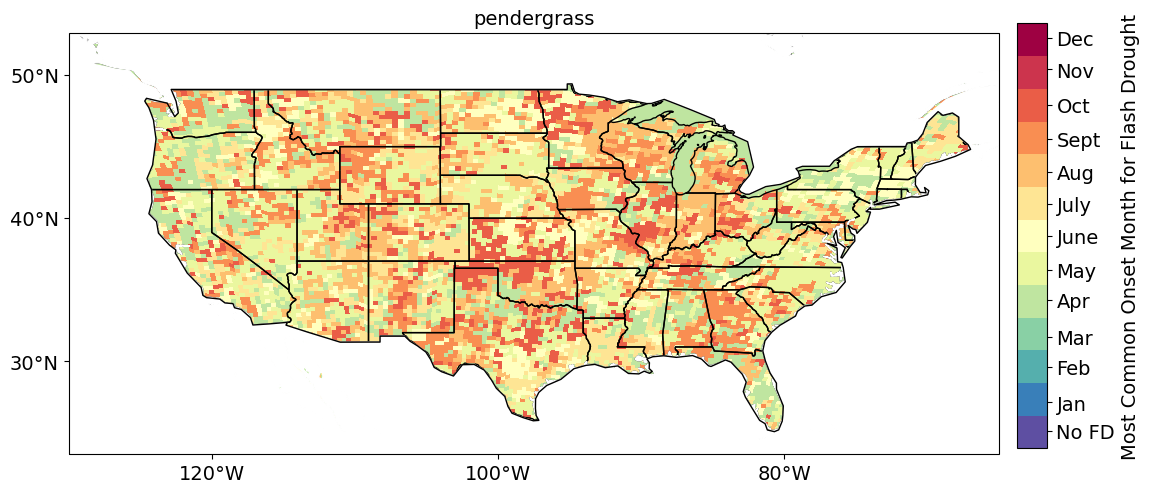 pendergrass
50°N
40°N
30°N
120°W
100°W
80°W
Dec
Nov
Oct
Sept
Aug
July
June
May
Apr
Mar
Feb
Jan
No FD
Most Common Onset Month for Flash Drought